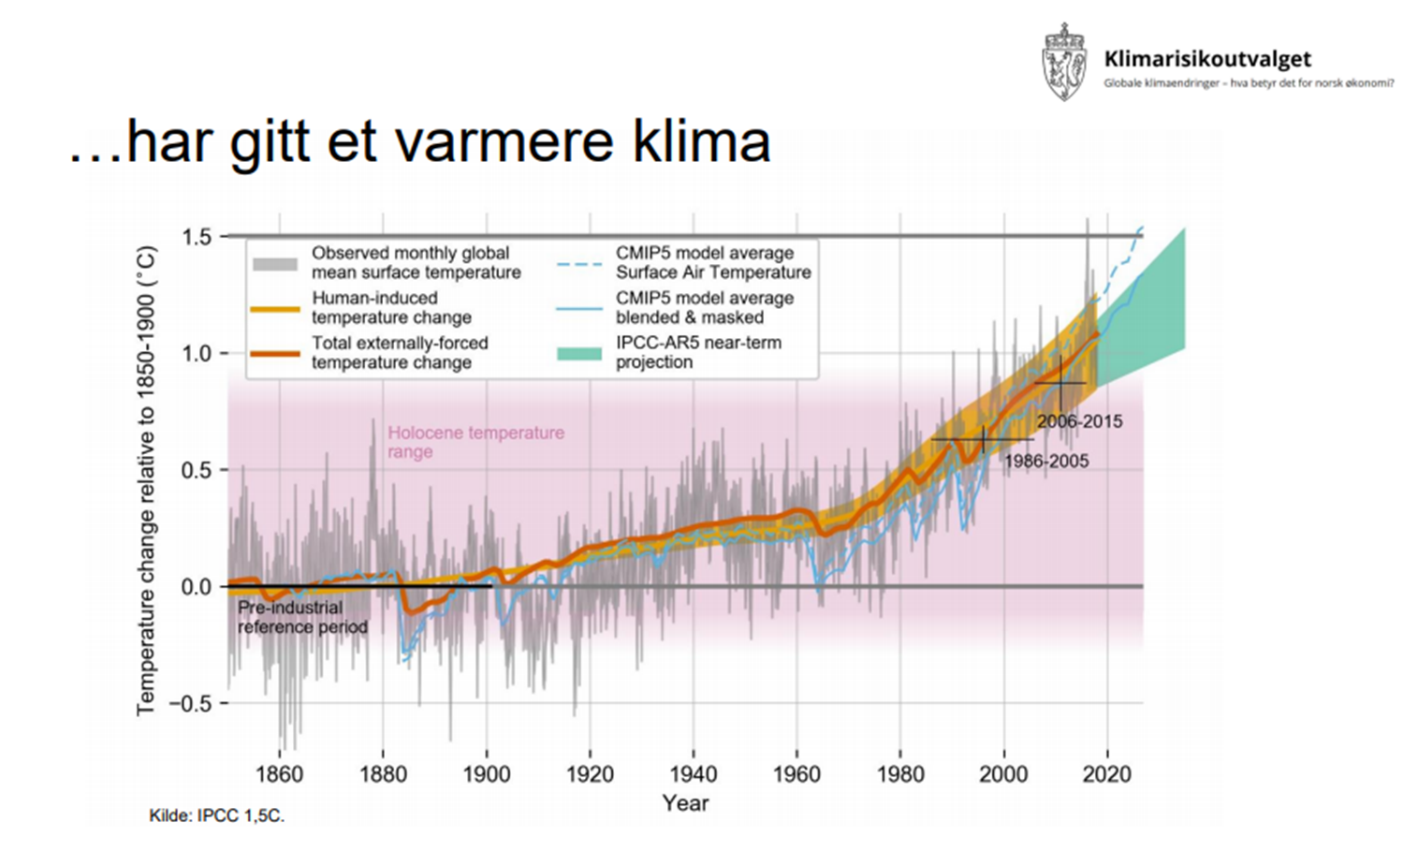 Klimarisikoutvalget
Globale klimaendringer – hva betyr det for norsk økonomi?
…har gitt et varmere klima
Temperature change relative to 1850-1900 (°C)
1.5
1.0
0.5
0.0
−0.5
Observed monthly global
mean surface temperature
Human-induced
temperature change
Total externally-forced
temperature change
CMIP5 model average
Surface Air Temperature
CMIP5 model average
blended & masked
IPCC-AR5 near-term
projection
Holocene temperature
range
2006-2015
1986-2005
Pre-industrial
reference period
1860 1880 1900 1920 1940 1960 1980 2000 2020
Year
Kilde: IPCC 1,5C.